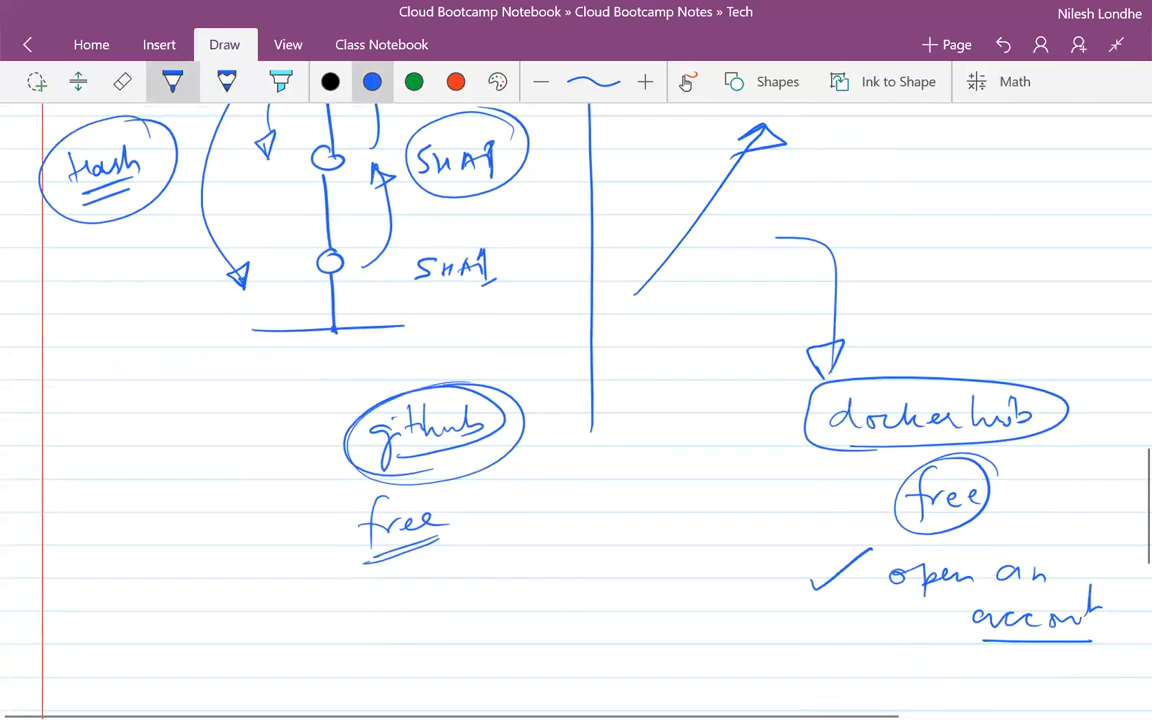 Cloud Bootcamp Notebook » Cloud Bootcamp Notes » Tech
Nilesh Londhe
Home Insert Draw View Class Notebook
Page
Shapes Ink to Shape Math
Hash
SHA1
SHA1
github
free
dockerhub
free
open an
account